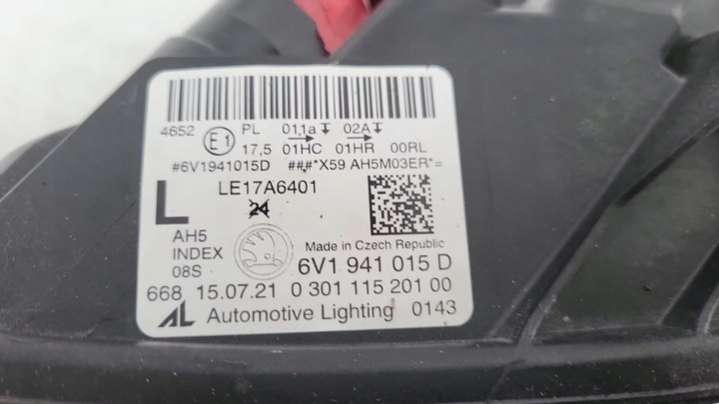 4652 E1 PL 01,1a 02A
17,5 01HC 01HR 00RL
#6V1941015D ###*X59 AH5M03ER*=
LE17A6401
24
L
AH5
INDEX
08S
Made in Czech Republic
6V1 941 015 D
668 15.07.21 0 301 115 201 00
AL Automotive Lighting 0143